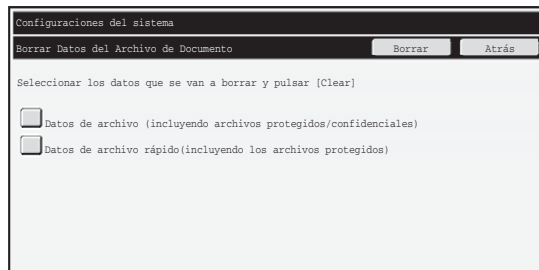 Configuraciones del sistema
Borrar Datos del Archivo de Documento Borrar Atrás
Seleccionar los datos que se van a borrar y pulsar [Clear]
Datos de archivo (incluyendo archivos protegidos/confidenciales)
Datos de archivo rápido(incluyendo los archivos protegidos)